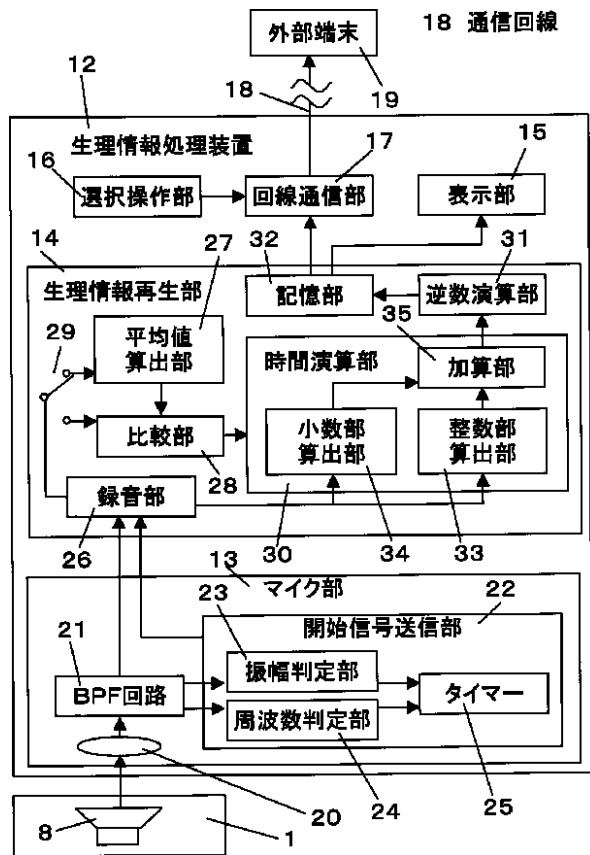 外部端末
18 通信回線
12
18
19
生理情報処理装置
17
15
16
選択操作部
回線通信部
表示部
14
27
32
31
生理情報再生部
記憶部
逆数演算部
29
平均値
算出部
35
時間演算部
加算部
比較部
小数部
算出部
整数部
算出部
28
録音部
26
30
34
33
13
マイク部
23
22
21
開始信号送信部
振幅判定部
BPF回路
タイマー
周波数判定部
20
24
25
8
1